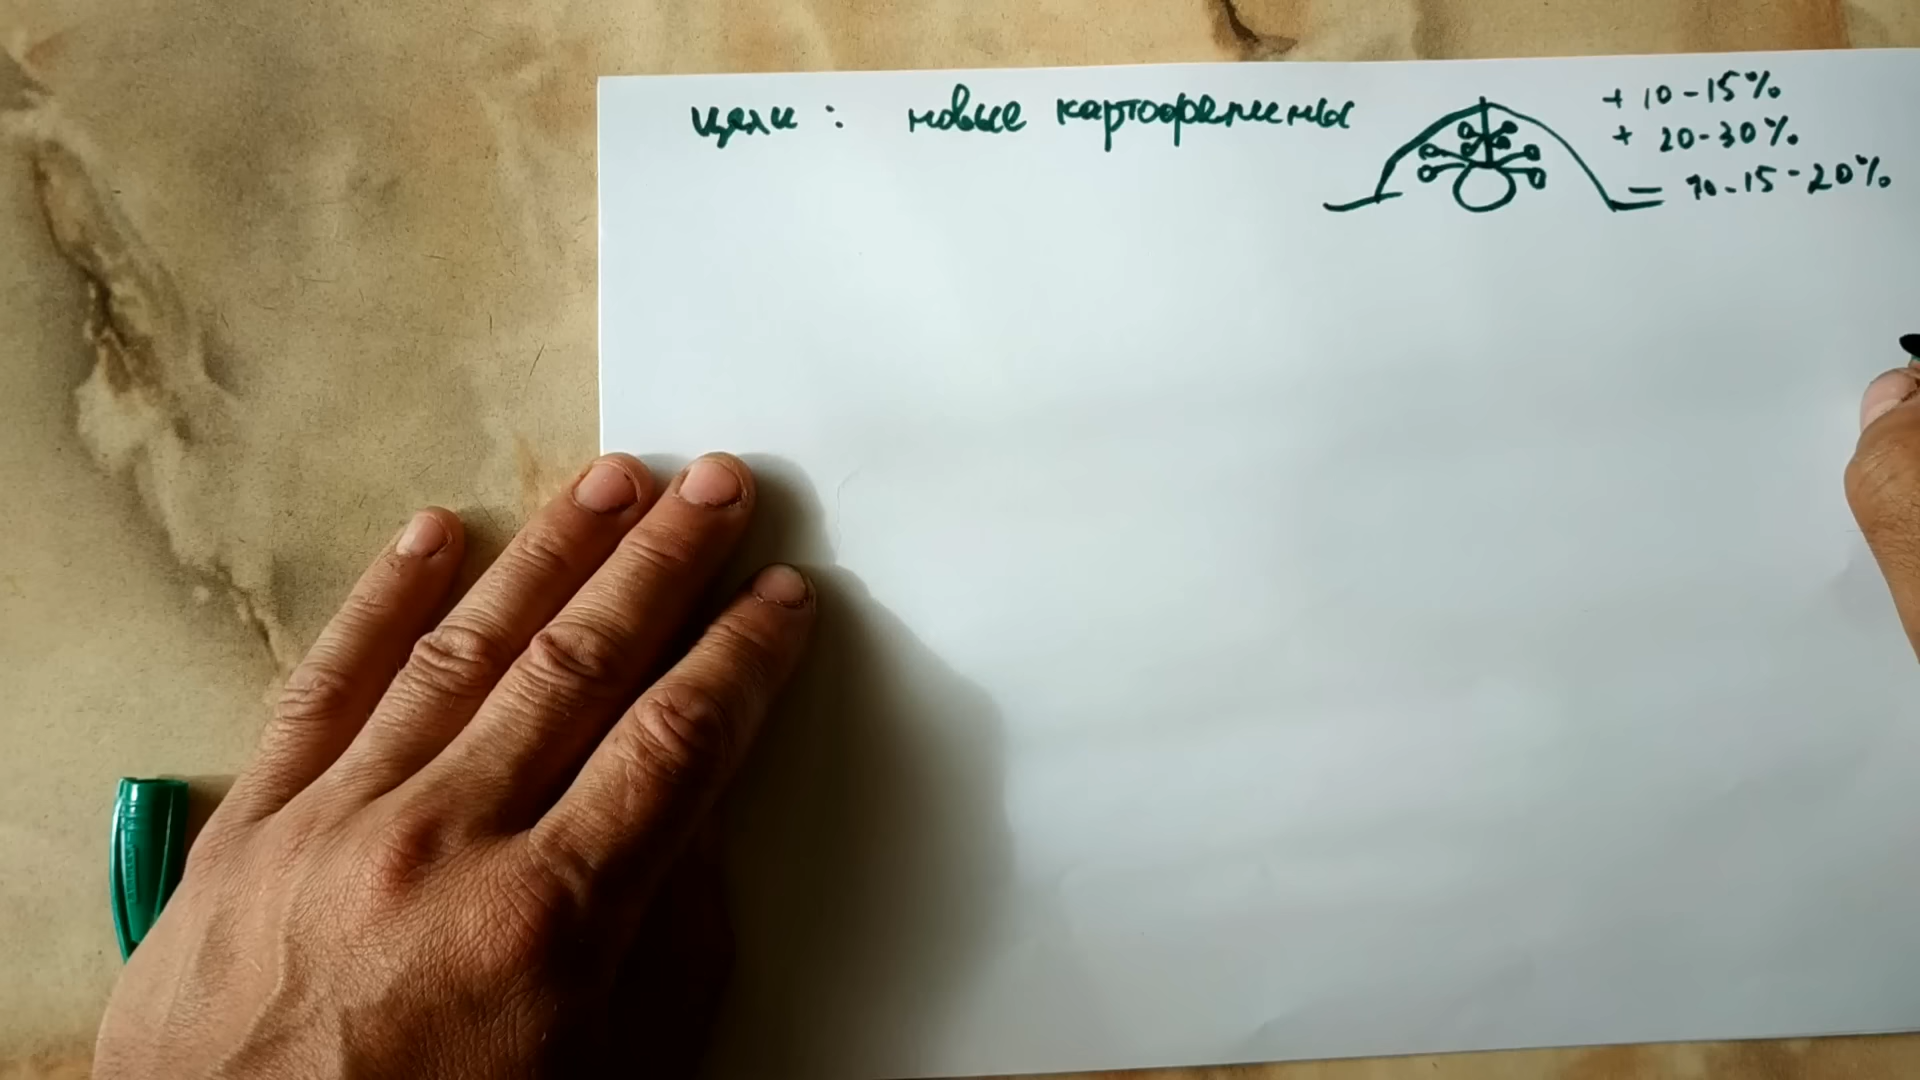 цели : новые картофелины
+ 10-15%
+ 20-30%
= 10-15-20%